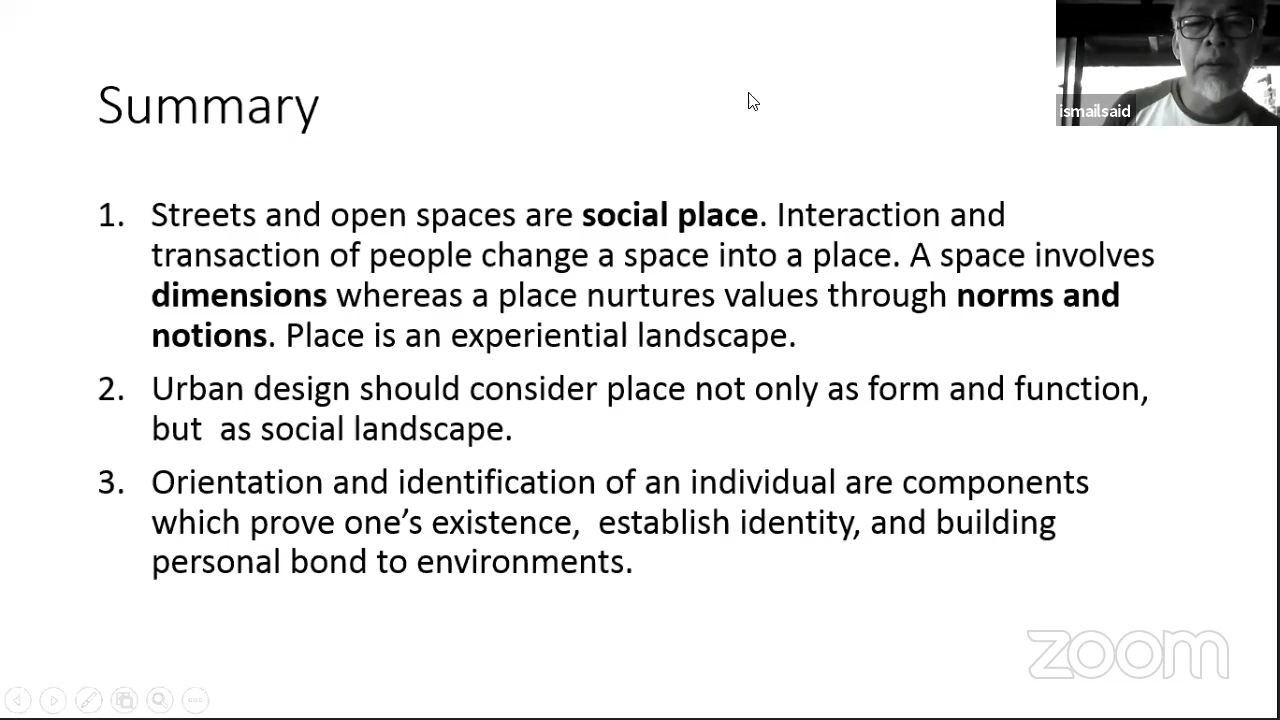 Summary
ismailsaid
1. Streets and open spaces are social place. Interaction and
transaction of people change a space into a place. A space involves
dimensions whereas a place nurtures values through norms and
notions. Place is an experiential landscape.
2. Urban design should consider place not only as form and function,
but  as social landscape.
3. Orientation and identification of an individual are components
which prove one’s existence,  establish identity, and building
personal bond to environments.
zoom